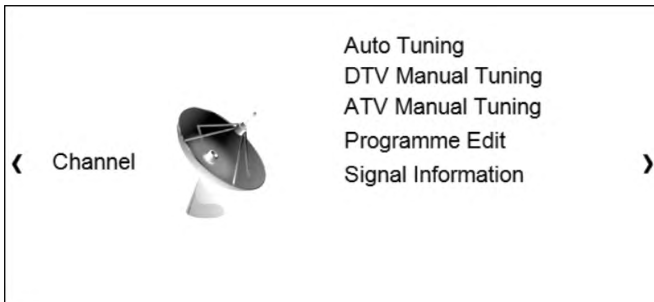 Channel
Auto Tuning
DTV Manual Tuning
ATV Manual Tuning
Programme Edit
Signal Information